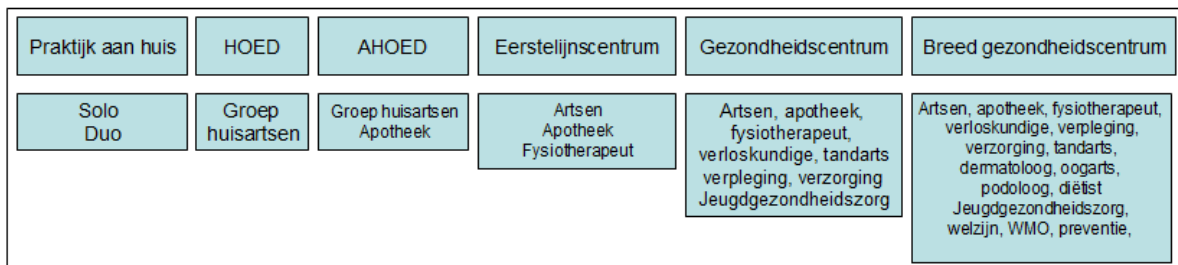 Praktijk aan huis
HOED
AHOED
Eerstelijnscentrum
Gezondheidscentrum
Breed gezondheidscentrum
Solo
Duo
Groep
huisartsen
Groep huisartsen
Apotheek
Artsen
Apotheek
Fysiotherapeut
Artsen, apotheek,
fysiotherapeut,
verloskundige, tandarts
verpleging, verzorging
Jeugdgezondheidszorg
Artsen, apotheek, fysiotherapeut,
verloskundige, verpleging,
verzorging, tandarts,
dermatoloog, oogarts,
podoloog, diëtist
Jeugdgezondheidszorg,
welzijn, WMO, preventie,